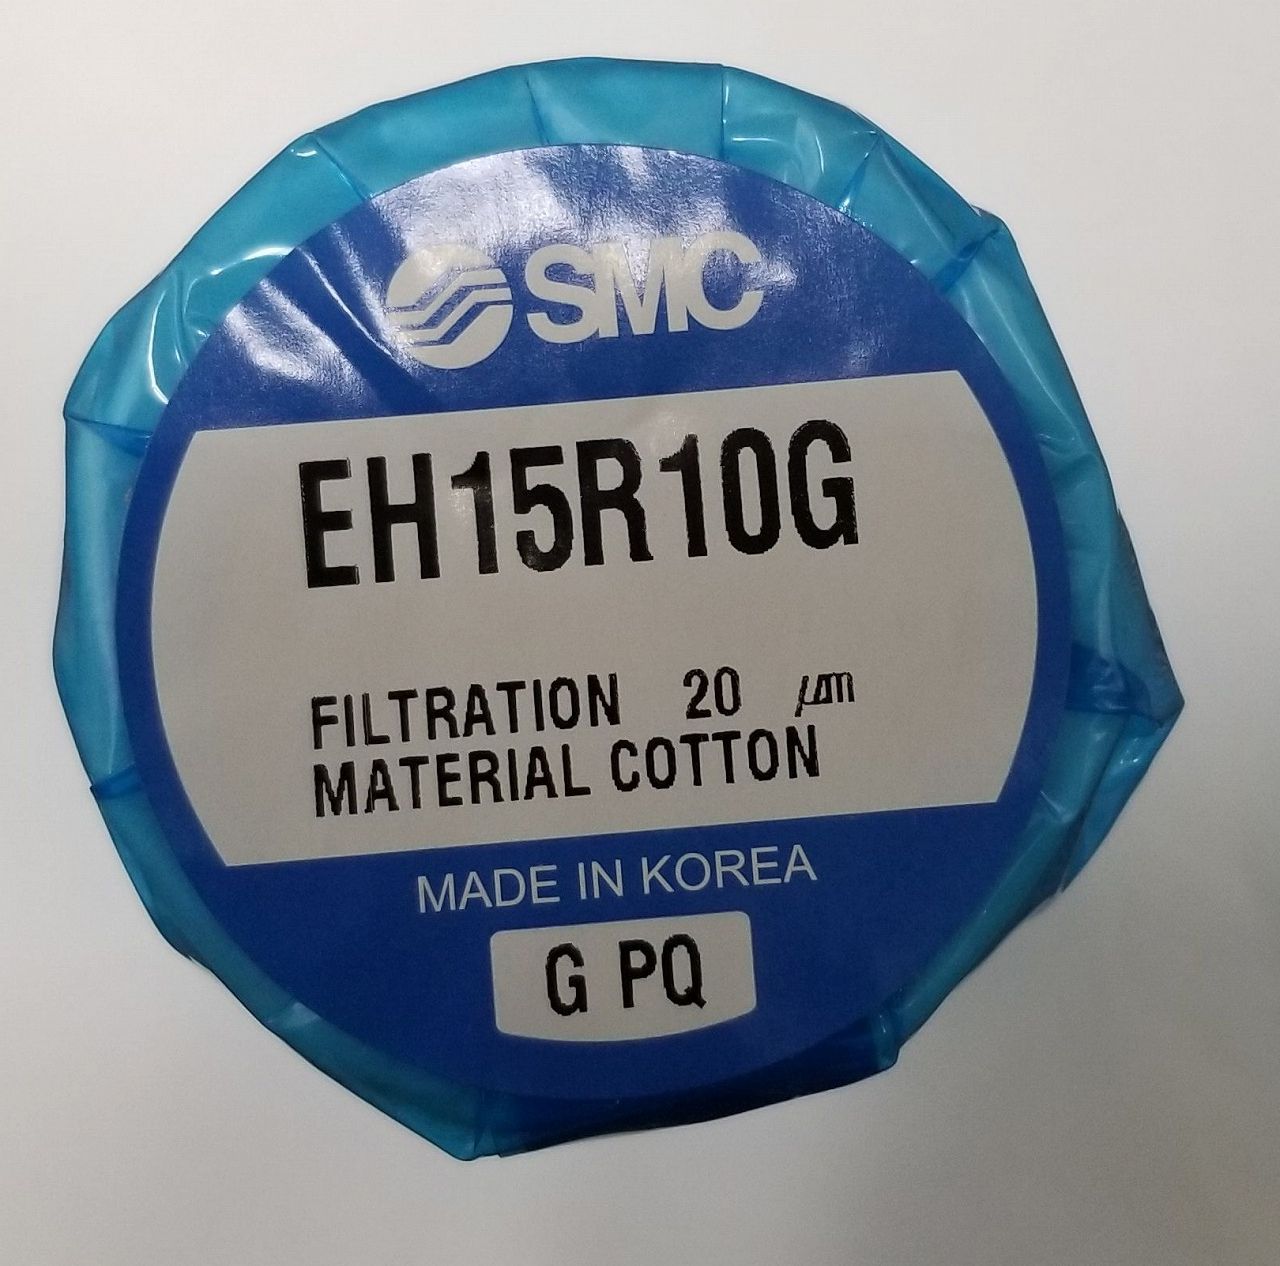 SMC
EH15R10G
FILTRATION 20 μm
MATERIAL COTTON
MADE IN KOREA
G PQ